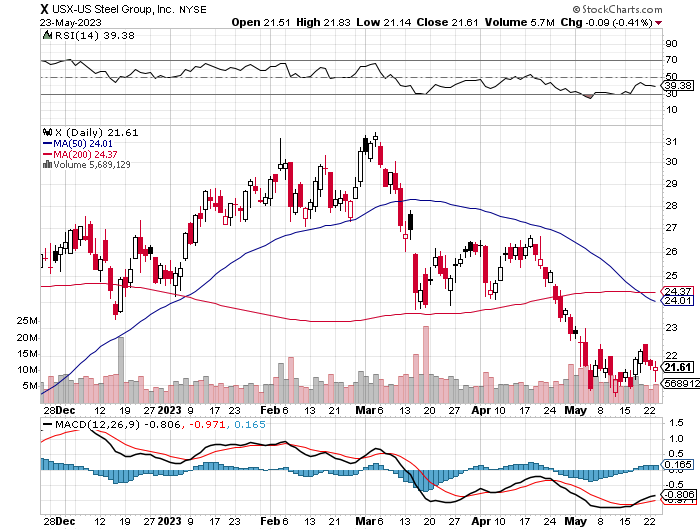 X USX-US Steel Group, Inc. NYSE
© StockCharts.com
23-May-2023 Open 21.51 High 21.83 Low 21.14 Close 21.61 Volume 5.7M Chg -0.09 (-0.41%)
RSI(14) 39.38
90
70
50
39.38
30
10
X (Daily) 21.61
MA(50) 24.01
MA(200) 24.37
Volume 5,689,129
31
30
29
28
27
26
25
24.37
24.01
23
22
21.61
568912
25M
20M
15M
10M
5M
28 Dec 12 19 27 2023 9 17 23 Feb 6 13 21 Mar 6 13 20 27 Apr 10 17 24 May 8 15 22
MACD(12,26,9) -0.806, -0.971, 0.165
1.5
1.0
0.5
0.165
-0.806
28 Dec 12 19 27 2023 9 17 23 Feb 6 13 21 Mar 6 13 20 27 Apr 10 17 24 May 8 15 22